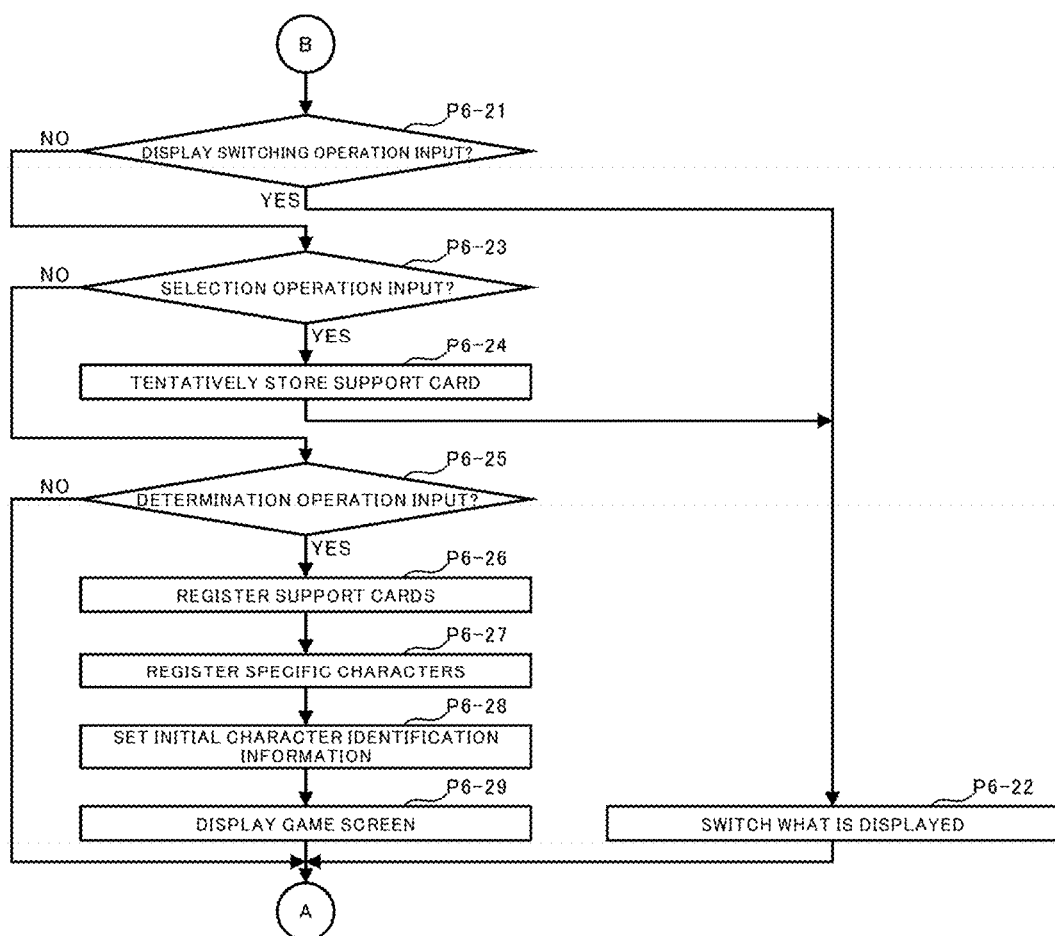 B
P6-21
NO
DISPLAY SWITCHING OPERATION INPUT?
YES
P6-23
NO
SELECTION OPERATION INPUT?
YES
P6-24
TENTATIVELY STORE SUPPORT CARD
P6-25
NO
DETERMINATION OPERATION INPUT?
YES
P6-26
REGISTER SUPPORT CARDS
P6-27
REGISTER SPECIFIC CHARACTERS
P6-28
SET INITIAL CHARACTER IDENTIFICATION
INFORMATION
P6-29
DISPLAY GAME SCREEN
P6-22
SWITCH WHAT IS DISPLAYED
A